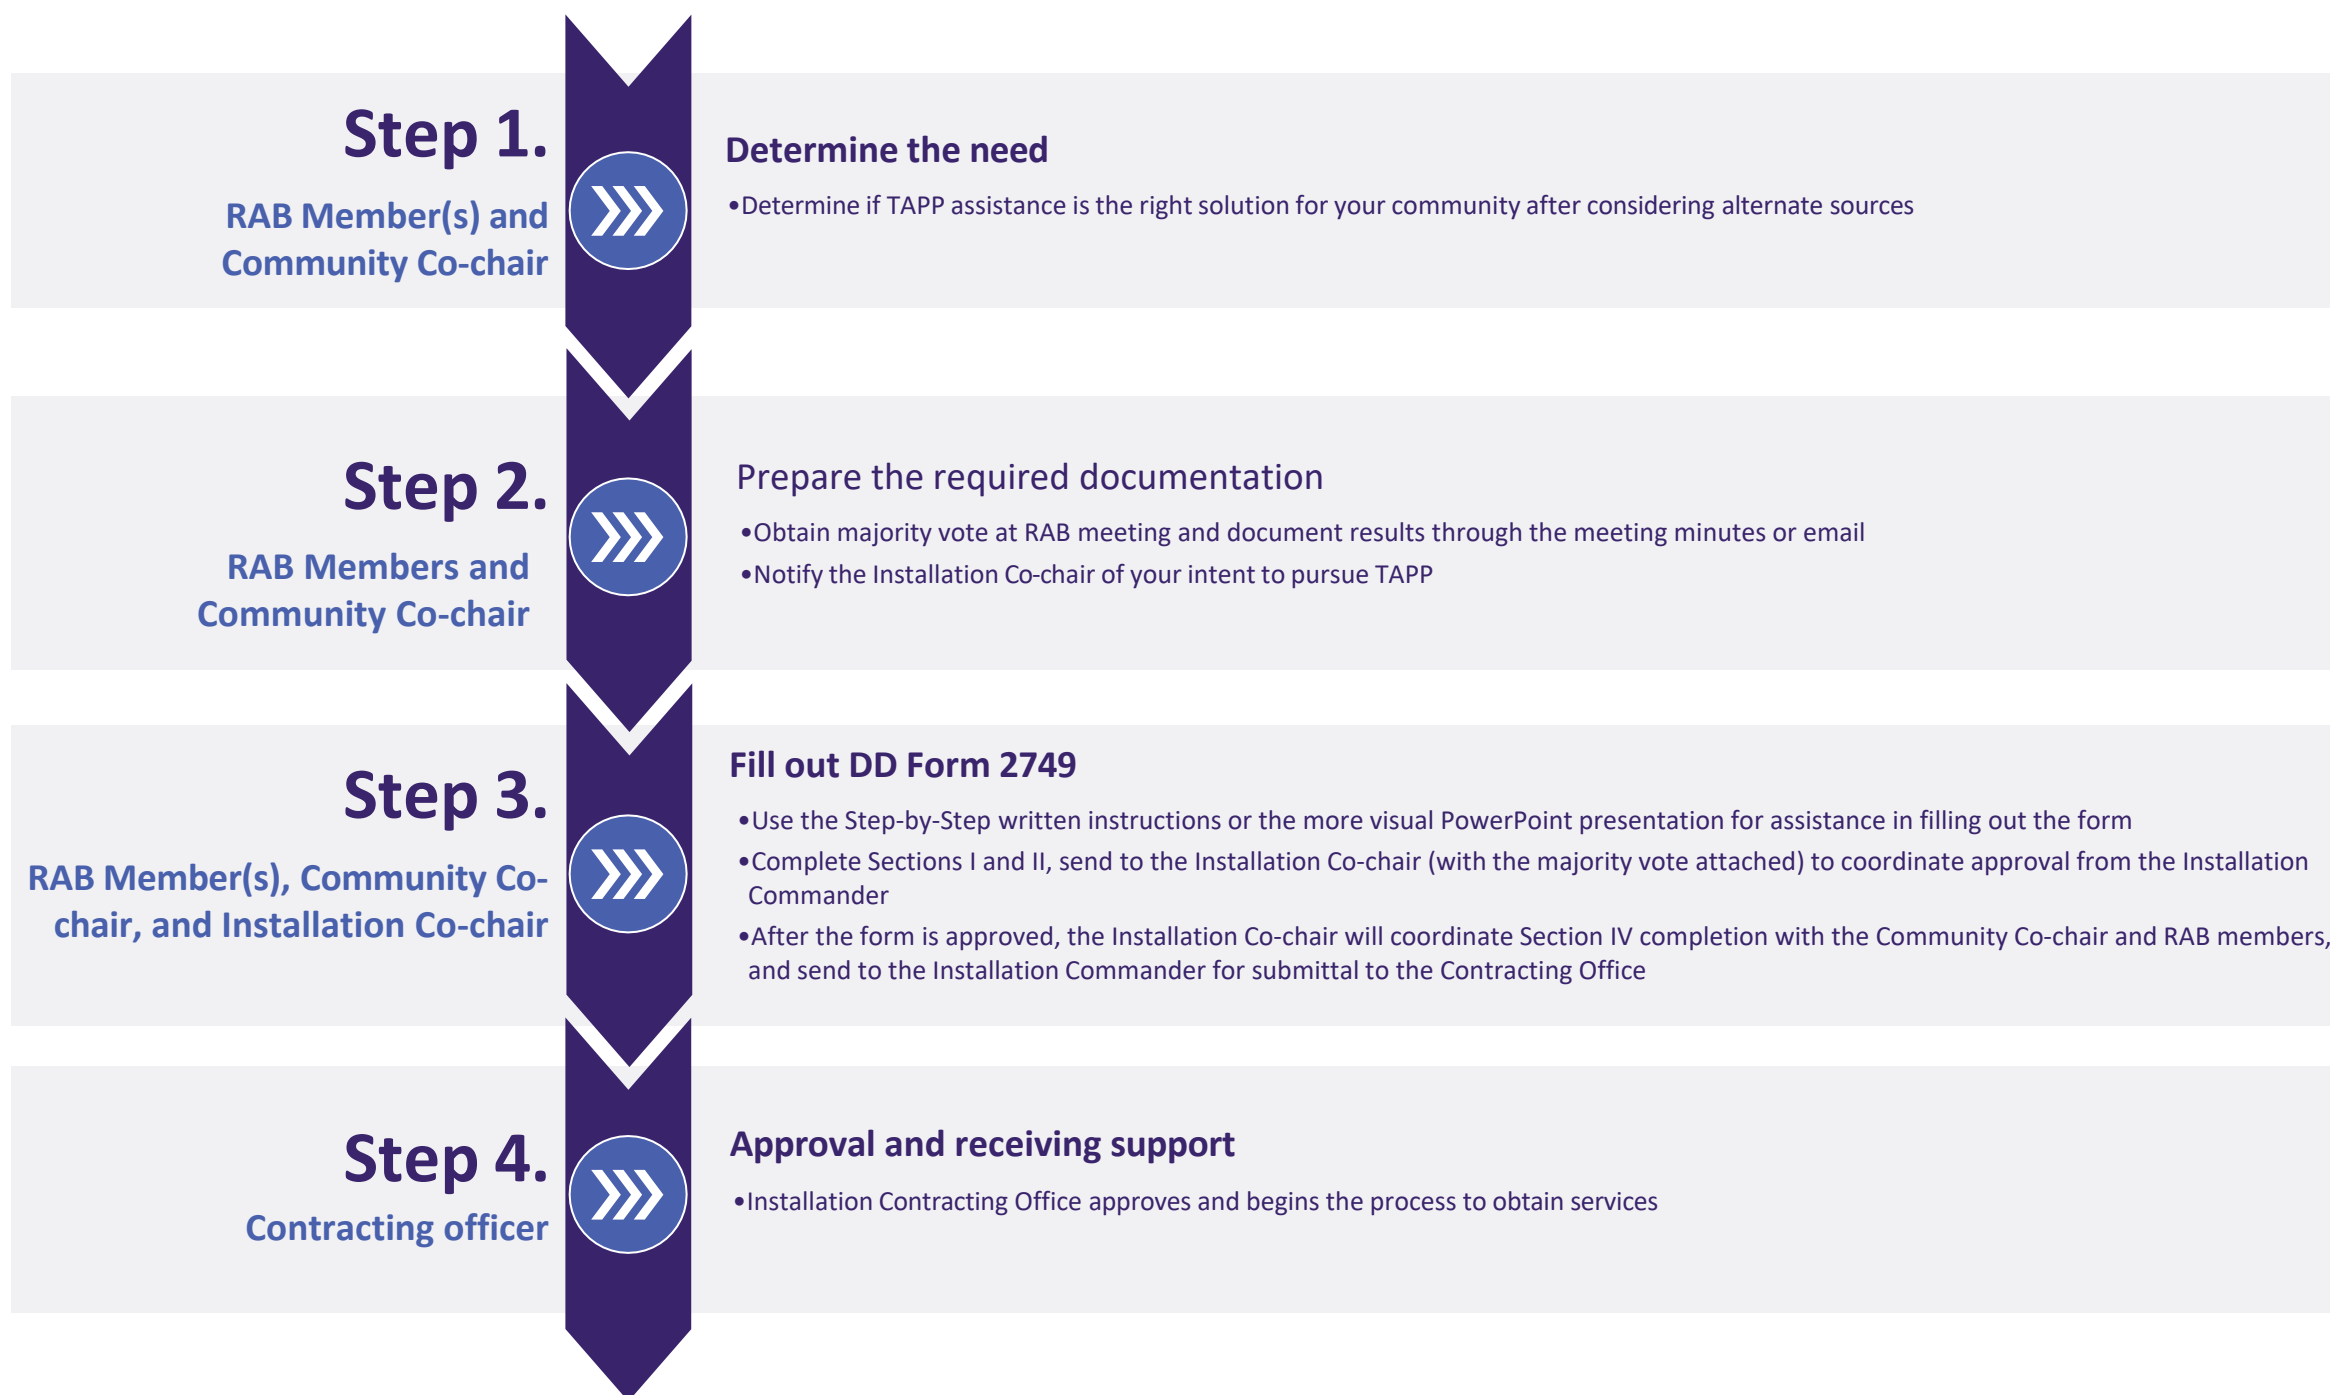 Step 1.
RAB Member(s) and
Community Co-chair
Determine the need
•Determine if TAPP assistance is the right solution for your community after considering alternate sources
Step 2.
RAB Members and
Community Co-chair
Prepare the required documentation
•Obtain majority vote at RAB meeting and document results through the meeting minutes or email
•Notify the Installation Co-chair of your intent to pursue TAPP
Step 3.
RAB Member(s), Community Co-
chair, and Installation Co-chair
Fill out DD Form 2749
•Use the Step-by-Step written instructions or the more visual PowerPoint presentation for assistance in filling out the form
•Complete Sections I and II, send to the Installation Co-chair (with the majority vote attached) to coordinate approval from the Installation
Commander
•After the form is approved, the Installation Co-chair will coordinate Section IV completion with the Community Co-chair and RAB members,
and send to the Installation Commander for submittal to the Contracting Office
Step 4.
Contracting officer
Approval and receiving support
•Installation Contracting Office approves and begins the process to obtain services